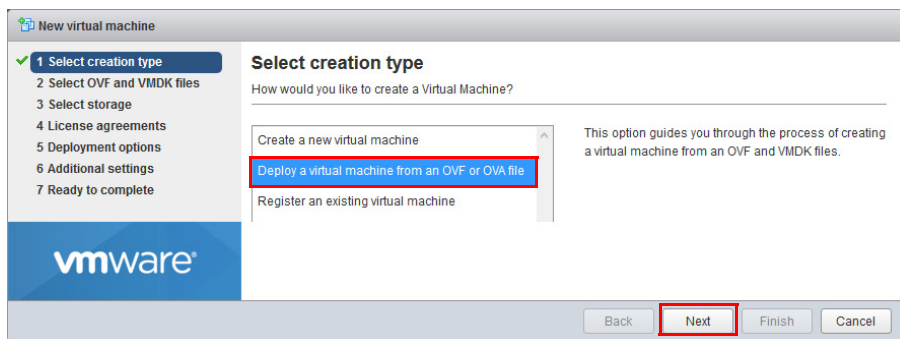 New virtual machine
1 Select creation type
2 Select OVF and VMDK files
3 Select storage
4 License agreements
5 Deployment options
6 Additional settings
7 Ready to complete
vmware®
Select creation type
How would you like to create a Virtual Machine?
Create a new virtual machine
Deploy a virtual machine from an OVF or OVA file
Register an existing virtual machine
This option guides you through the process of creating
a virtual machine from an OVF and VMDK files.
Back
Next
Finish
Cancel